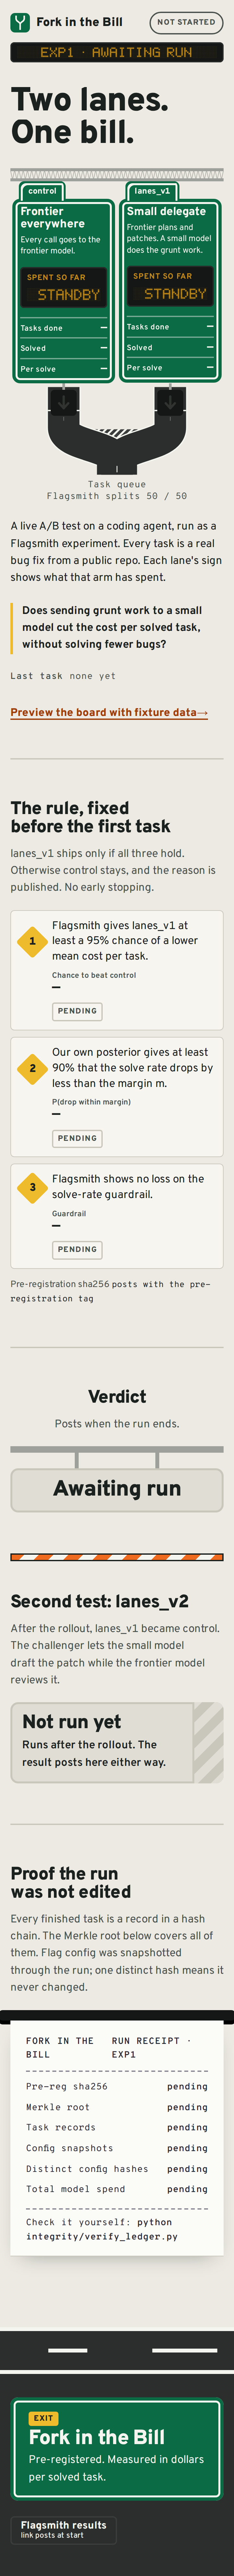 Fork in the Bill
NOT STARTED
EXP1 · AWAITING RUN
Two lanes.
One bill.
control
Frontier
everywhere
Every call goes to the
frontier model.
SPENT SO FAR
STANDBY
Tasks done –
Solved –
Per solve –
lanes_v1
Small delegate
Frontier plans and
patches. A small model
does the grunt work.
SPENT SO FAR
STANDBY
Tasks done –
Solved –
Per solve –
Task queue
Flagsmith splits 50 / 50
A live A/B test on a coding agent, run as a
Flagsmith experiment. Every task is a real
bug fix from a public repo. Each lane's sign
shows what that arm has spent.
Does sending grunt work to a small
model cut the cost per solved task,
without solving fewer bugs?
Last task none yet
Preview the board with fixture data→
The rule, fixed
before the first task
lanes_v1 ships only if all three hold.
Otherwise control stays, and the reason is
published. No early stopping.
1
Flagsmith gives lanes_v1 at
least a 95% chance of a lower
mean cost per task.
Chance to beat control
–
PENDING
2
Our own posterior gives at least
90% that the solve rate drops by
less than the margin m.
P(drop within margin)
–
PENDING
3
Flagsmith shows no loss on the
solve-rate guardrail.
Guardrail
–
PENDING
Pre-registration sha256 posts with the pre-
registration tag
Verdict
Posts when the run ends.
Awaiting run
Second test: lanes_v2
After the rollout, lanes_v1 became control.
The challenger lets the small model
draft the patch while the frontier model
reviews it.
Not run yet
Runs after the rollout. The
result posts here either way.
Proof the run
was not edited
Every finished task is a record in a hash
chain. The Merkle root below covers all of
them. Flag config was snapshotted
through the run; one distinct hash means it
never changed.
FORK IN THE
BILL
RUN RECEIPT ·
EXP1
Pre-reg sha256 pending
Merkle root pending
Task records pending
Config snapshots pending
Distinct config hashes pending
Total model spend pending
Check it yourself: python
integrity/verify_ledger.py
EXIT
Fork in the Bill
Pre-registered. Measured in dollars
per solved task.
Flagsmith results
link posts at start